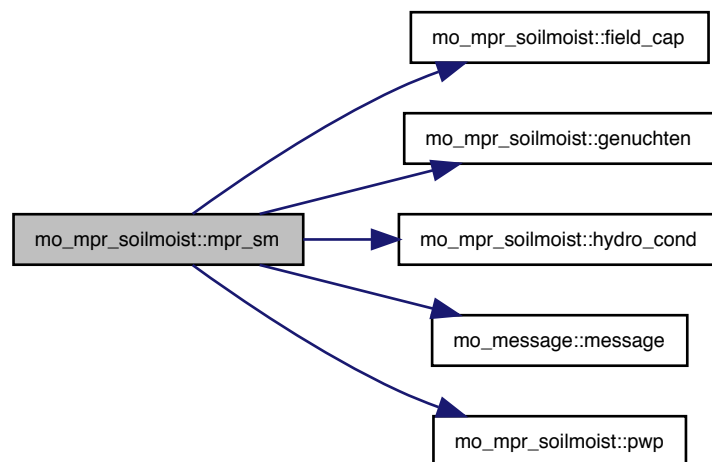 mo_mpr_soilmoist::field_cap
mo_mpr_soilmoist::genuchten
mo_mpr_soilmoist::mpr_sm
mo_mpr_soilmoist::hydro_cond
mo_message::message
mo_mpr_soilmoist::pwp